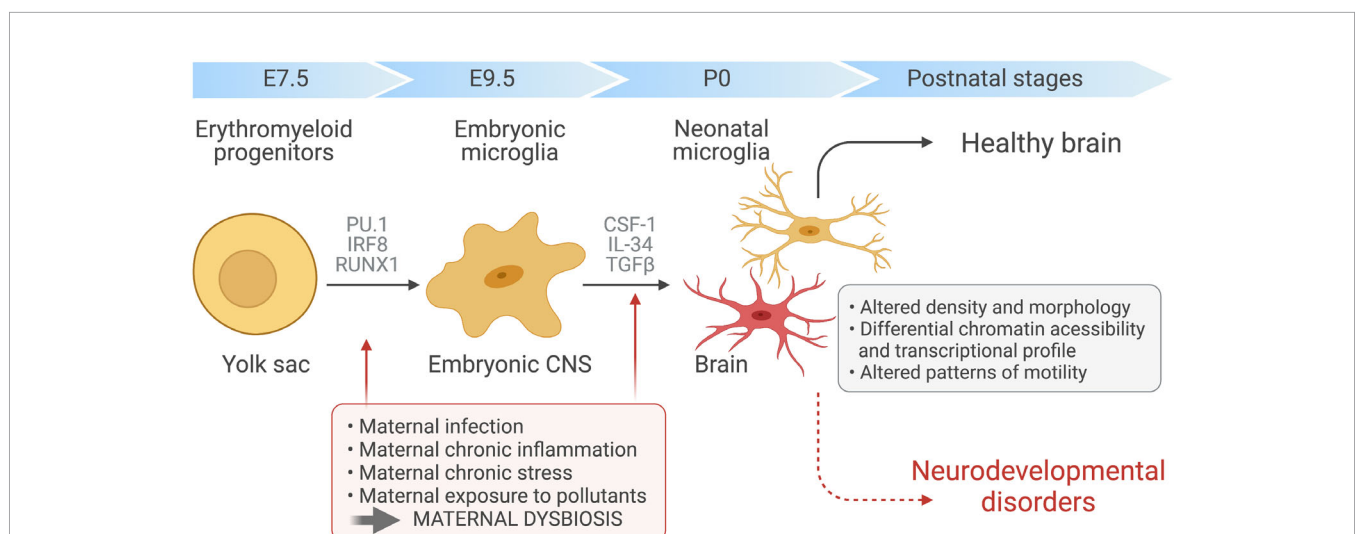 E7.5
E9.5
P0
Postnatal stages
Erythromyeloid
progenitors
Embryonic
microglia
Neonatal
microglia
Healthy brain
PU.1
IRF8
RUNX1
CSF-1
IL-34
TGFβ
Yolk sac
Embryonic CNS
Brain
• Altered density and morphology
• Differential chromatin acessibility
and transcriptional profile
• Altered patterns of motility
• Maternal infection
• Maternal chronic inflammation
• Maternal chronic stress
• Maternal exposure to pollutants
MATERNAL DYSBIOSIS
Neurodevelopmental
disorders